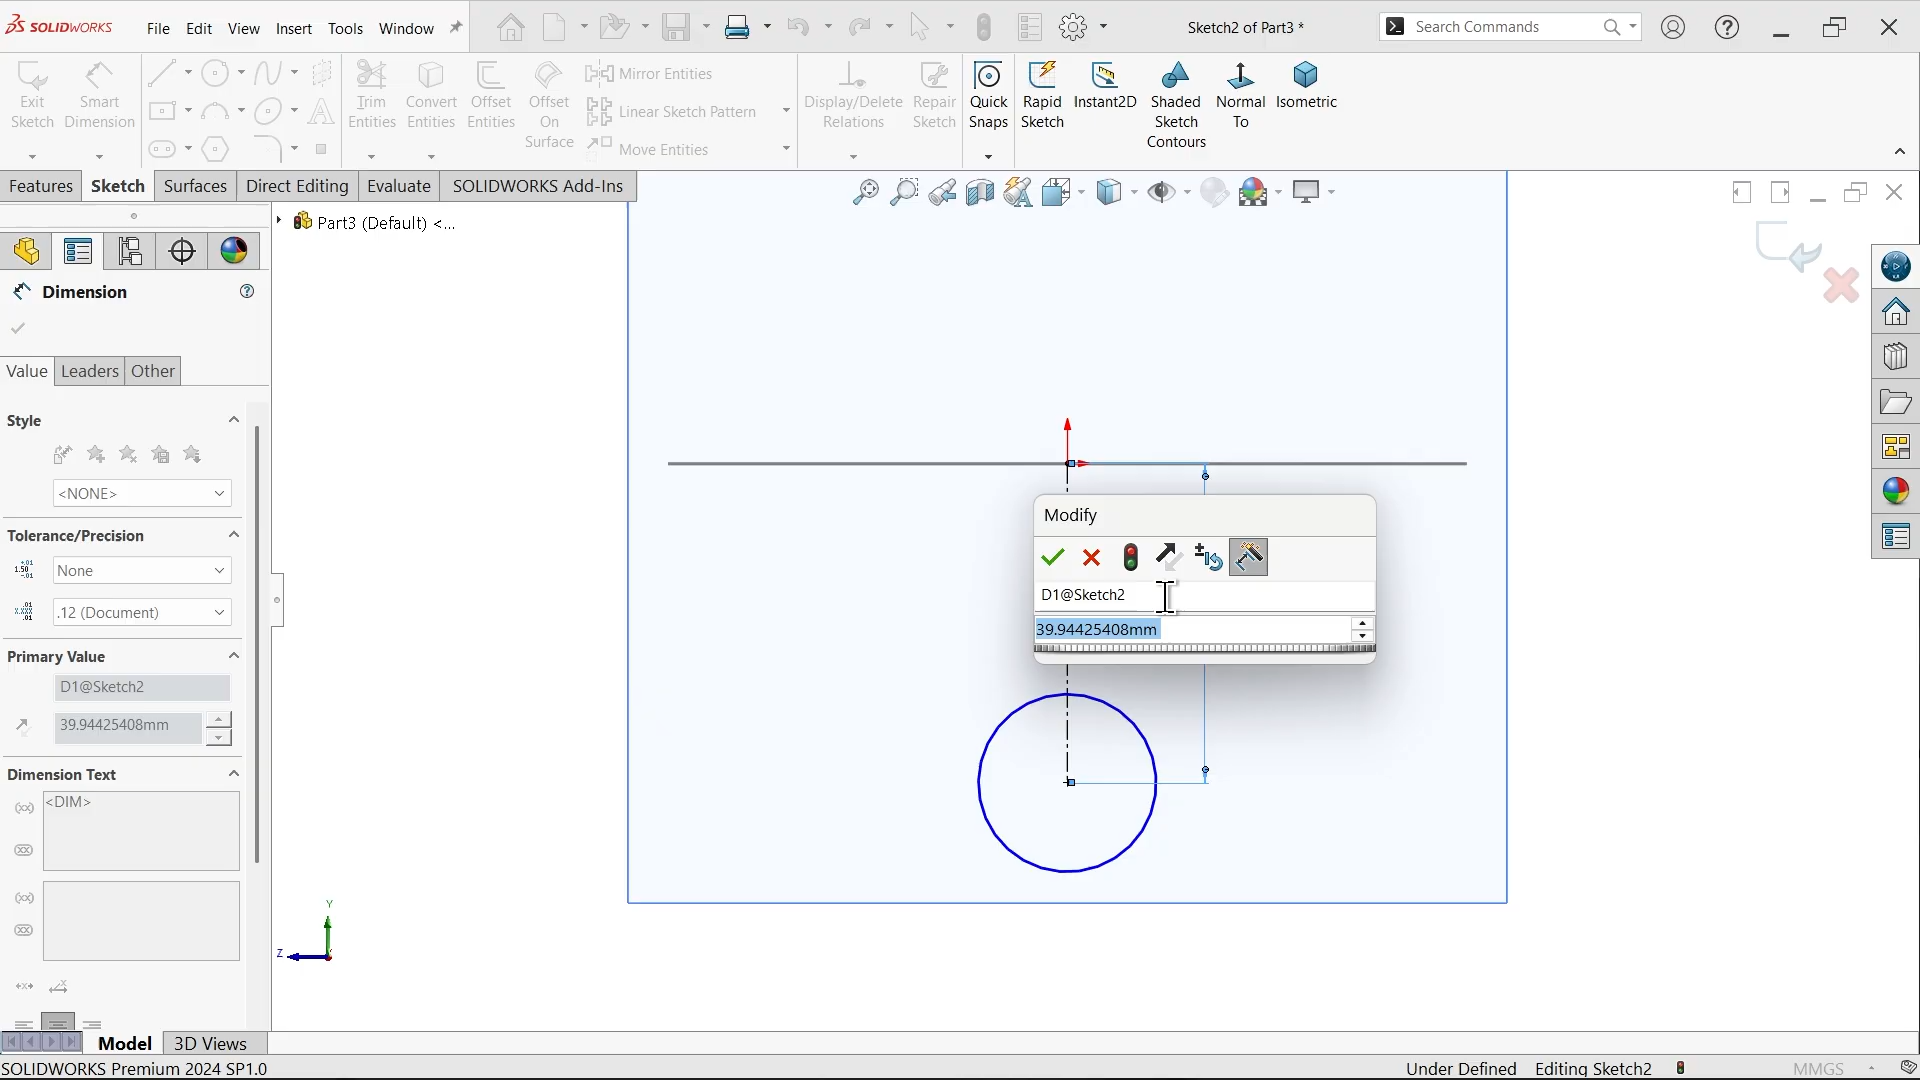 SOLIDWORKS File Edit View Insert Tools Window Sketch2 of Part3 * Search Commands
Exit Sketch
Smart Dimension
Trim Entities
Convert Entities
Offset Entities
Offset On Surface
Mirror Entities
Linear Sketch Pattern
Move Entities
Display/Delete Relations
Repair Sketch
Quick Snaps
Rapid Sketch
Instant2D
Shaded Sketch Contours
Normal To
Isometric
Features Sketch Surfaces Direct Editing Evaluate SOLIDWORKS Add-Ins
Part3 (Default) <...
Dimension
Value Leaders Other
Style
<NONE>
Tolerance/Precision
None
.12 (Document)
Primary Value
D1@Sketch2
39.94425408mm
Dimension Text
<DIM>
Modify
D1@Sketch2
39.94425408mm
Y
Z
Model 3D Views
SOLIDWORKS Premium 2024 SP1.0 Under Defined Editing Sketch2 MMGS